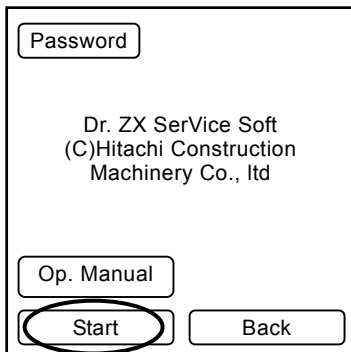 Password
Dr. ZX SerVice Soft
(C)Hitachi Construction
Machinery Co., ltd
Op. Manual
Start
Back